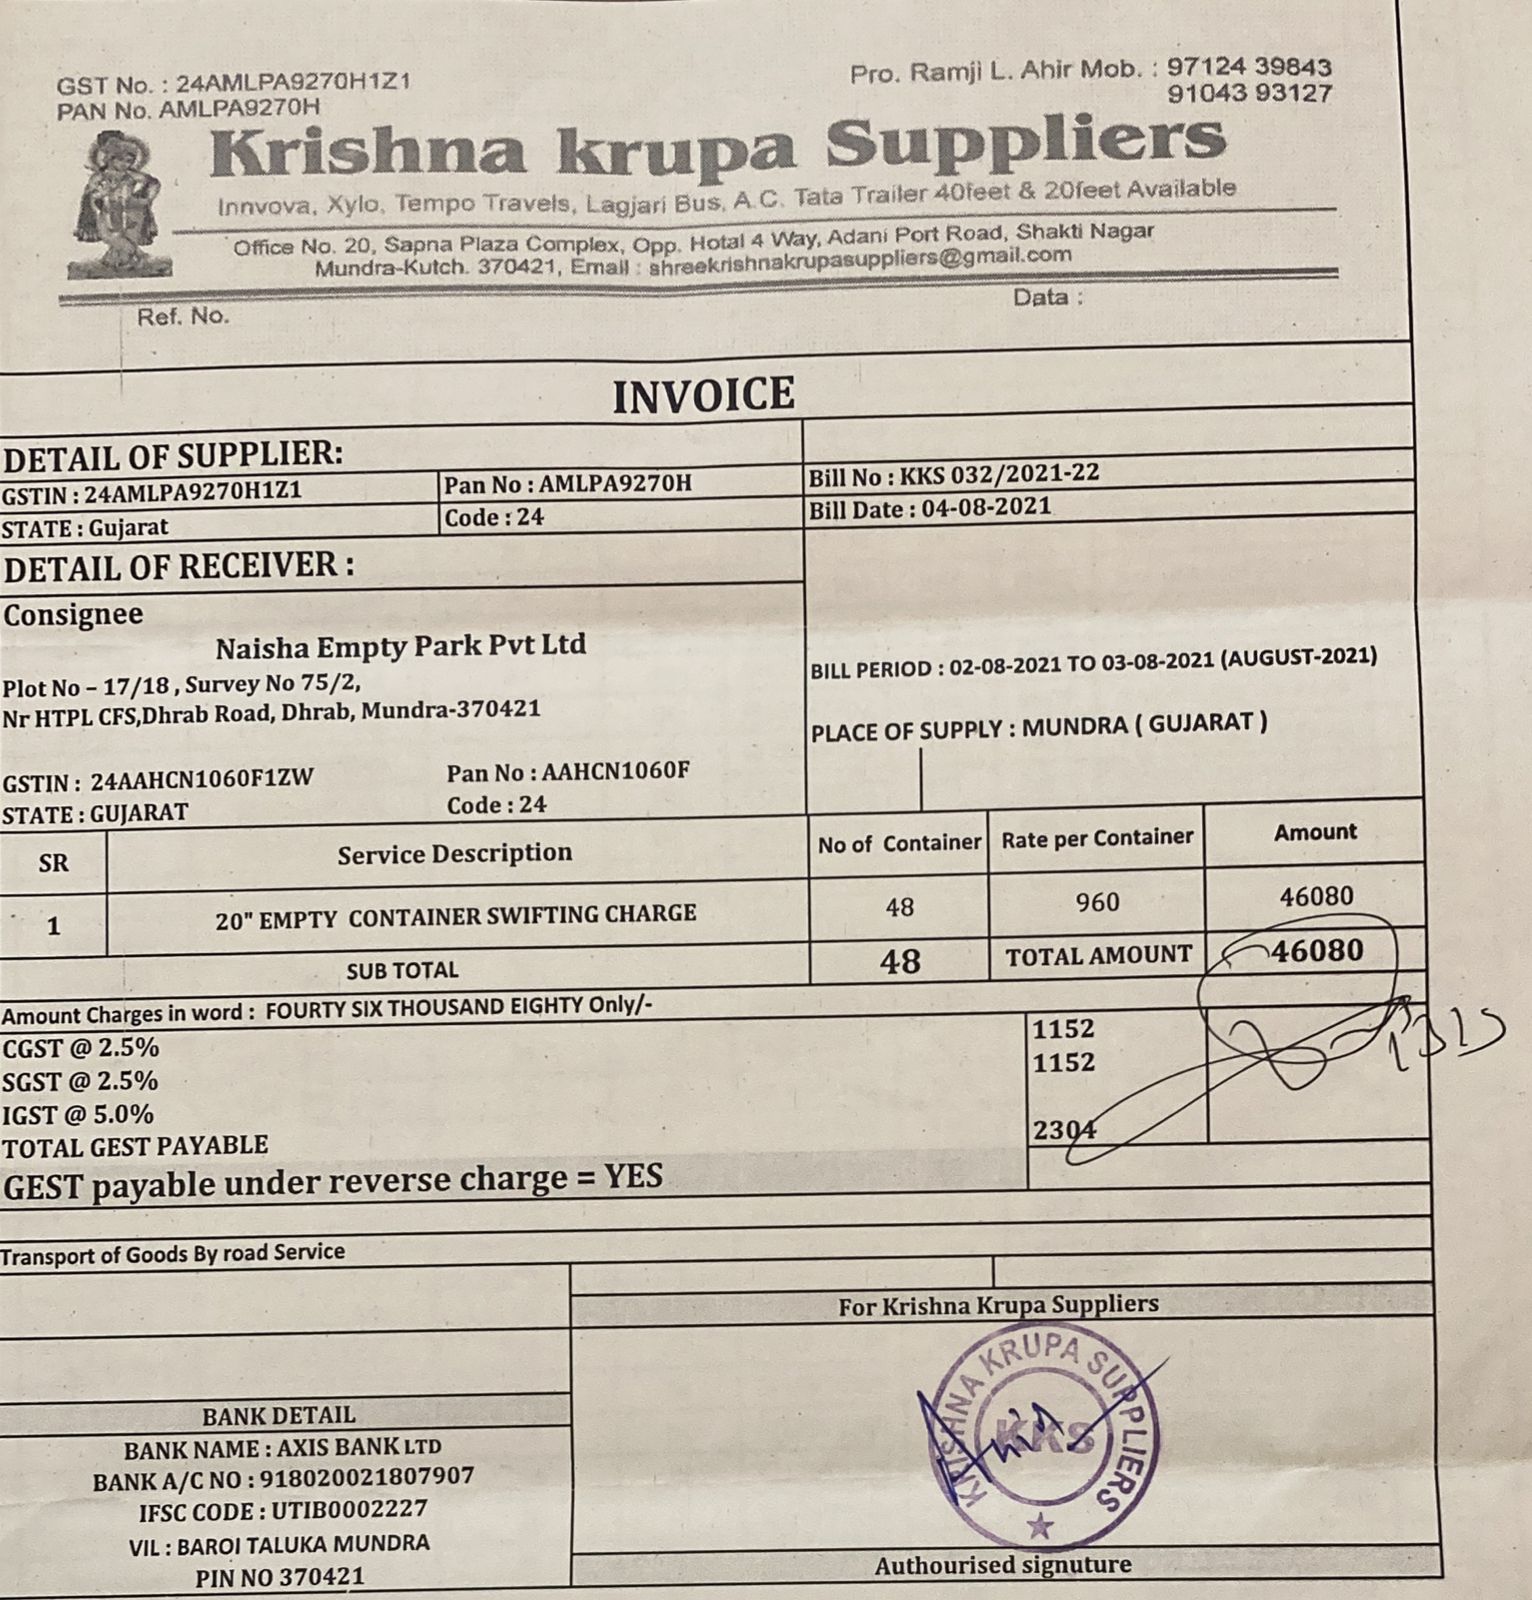 GST No. : 24AMLPA9270H1Z1
PAN No. AMLPA9270H
Pro. Ramji L. Ahir Mob. : 97124 39843
91043 93127
Krishna krupa Suppliers
Innvova, Xylo, Tempo Travels, Lagjari Bus, A.C. Tata Trailer 40feet & 20feet Available
Office No. 20, Sapna Plaza Complex, Opp. Hotal 4 Way, Adani Port Road, Shakti Nagar
Mundra-Kutch. 370421, Email : shreekrishnakrupasuppliers@gmail.com
Ref. No.
Data :
INVOICE
DETAIL OF SUPPLIER:
GSTIN : 24AMLPA9270H1Z1 Pan No : AMLPA9270H Bill No : KKS 032/2021-22
STATE : Gujarat Code : 24 Bill Date : 04-08-2021
DETAIL OF RECEIVER :
Consignee
Naisha Empty Park Pvt Ltd
Plot No – 17/18 , Survey No 75/2,
Nr HTPL CFS,Dhrab Road, Dhrab, Mundra-370421
GSTIN : 24AAHCN1060F1ZW Pan No : AAHCN1060F
STATE : GUJARAT Code : 24
BILL PERIOD : 02-08-2021 TO 03-08-2021 (AUGUST-2021)
PLACE OF SUPPLY : MUNDRA ( GUJARAT )
SR Service Description No of Container Rate per Container Amount
1 20" EMPTY CONTAINER SWIFTING CHARGE 48 960 46080
SUB TOTAL 48 TOTAL AMOUNT 46080
Amount Charges in word : FOURTY SIX THOUSAND EIGHTY Only/-
CGST @ 2.5% 1152
SGST @ 2.5% 1152
IGST @ 5.0%
TOTAL GEST PAYABLE 2304
GEST payable under reverse charge = YES
Transport of Goods By road Service
For Krishna Krupa Suppliers
KRISHNA KRUPA SUPPLIERS
KKS
BANK DETAIL
BANK NAME : AXIS BANK LTD
BANK A/C NO : 918020021807907
IFSC CODE : UTIB0002227
VIL : BAROI TALUKA MUNDRA
PIN NO 370421
Authourised signuture